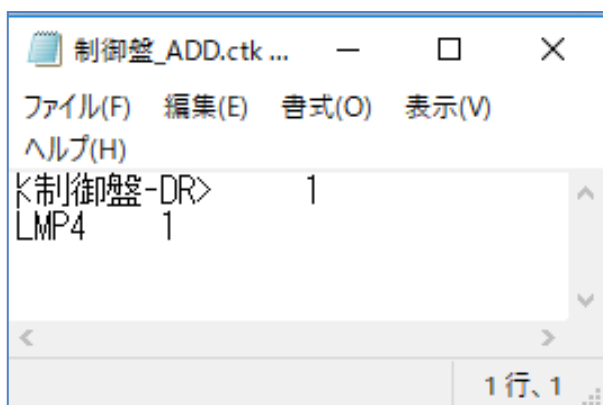 制御盤_ADD.ctk ...
ファイル(F) 編集(E) 書式(O) 表示(V)
ヘルプ(H)
<制御盤-DR> 1
LMP4 1
1 行、1